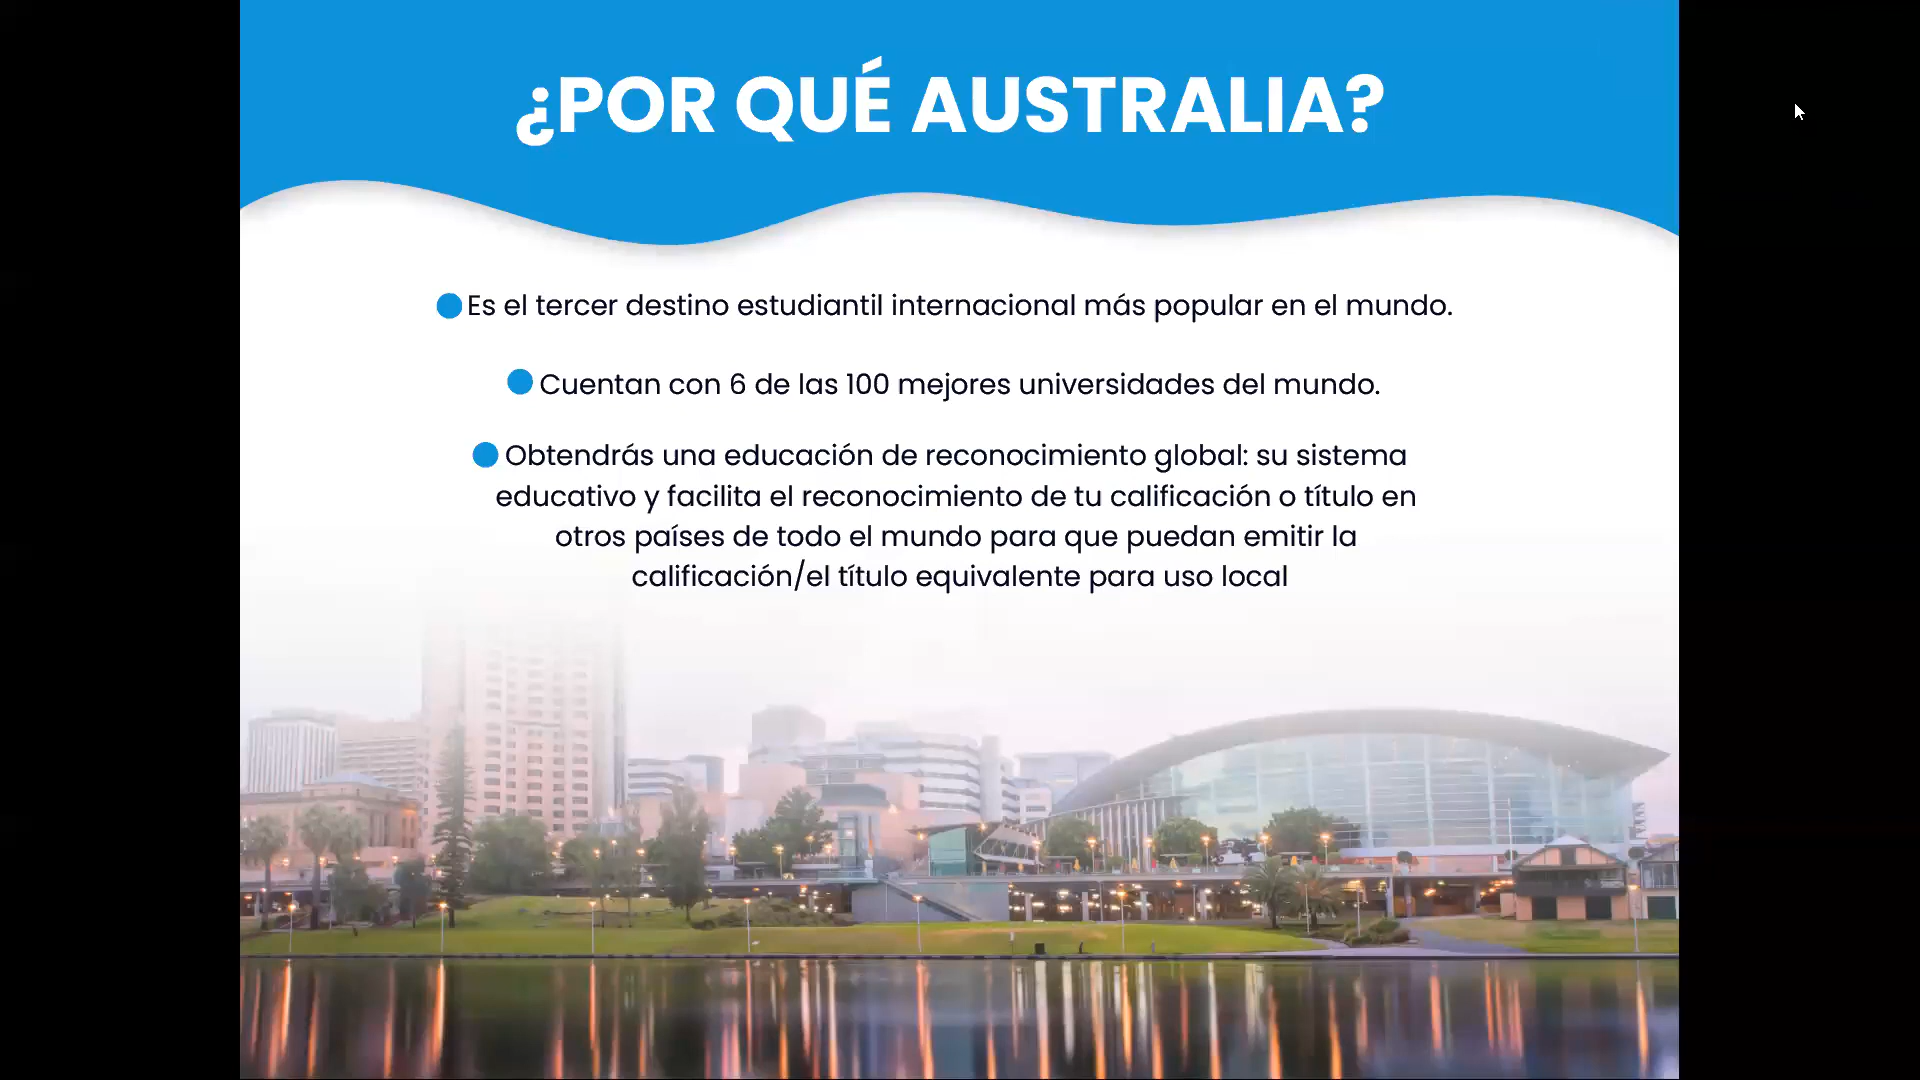 ¿POR QUÉ AUSTRALIA?
Es el tercer destino estudiantil internacional más popular en el mundo.
Cuentan con 6 de las 100 mejores universidades del mundo.
Obtendrás una educación de reconocimiento global: su sistema
educativo y facilita el reconocimiento de tu calificación o título en
otros países de todo el mundo para que puedan emitir la
calificación/el título equivalente para uso local